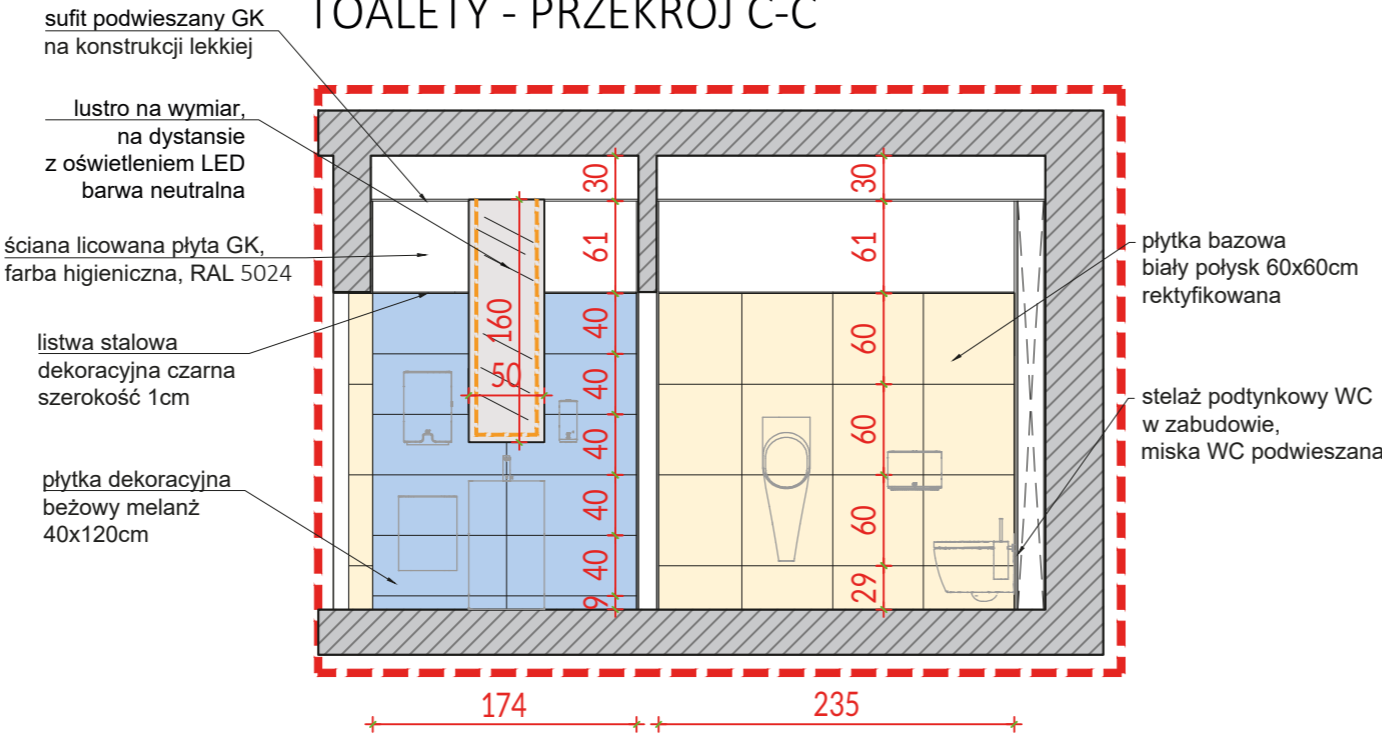 TOALETY - PRZEKRÓJ C-C
sufit podwieszany GK
na konstrukcji lekkiej
lustro na wymiar,
na dystansie
z oświetleniem LED
barwa neutralna
ściana licowana płyta GK,
farba higieniczna, RAL 5024
listwa stalowa
dekoracyjna czarna
szerokość 1cm
płytka dekoracyjna
beżowy melanż
40x120cm
30
61
40
40
40
40
40
9
160
50
30
61
60
60
60
29
płytka bazowa
biały połysk 60x60cm
rektyfikowana
stelaż podtynkowy WC
w zabudowie,
miska WC podwieszana
174
235